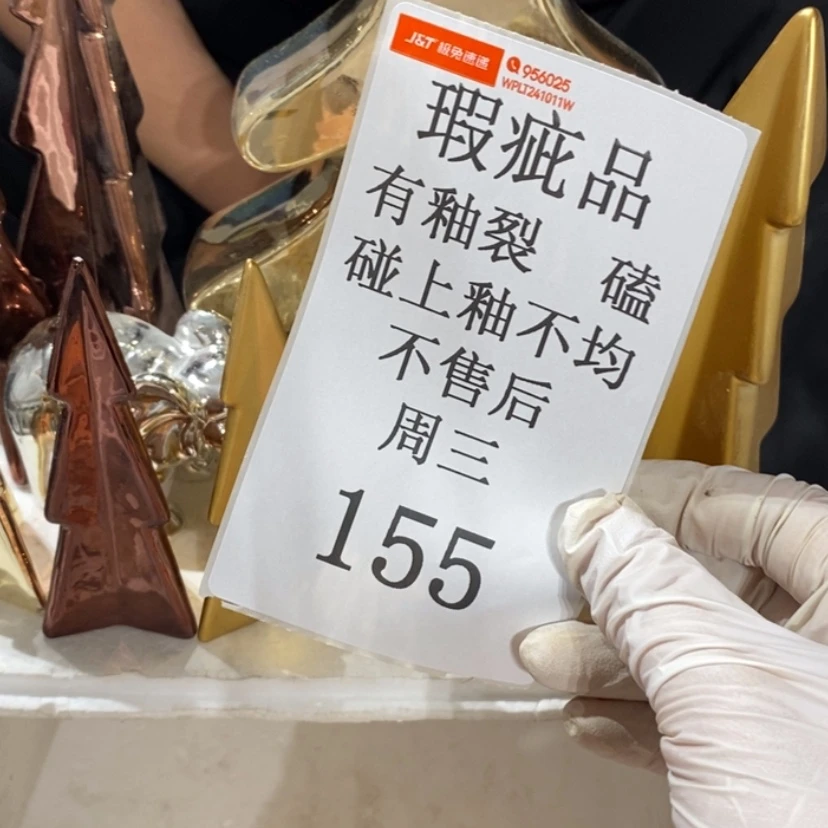 J&T 极兔速递
956025
WPLT241011W
瑕疵品
有釉裂 磕
碰上釉不均
不售后
周三
155